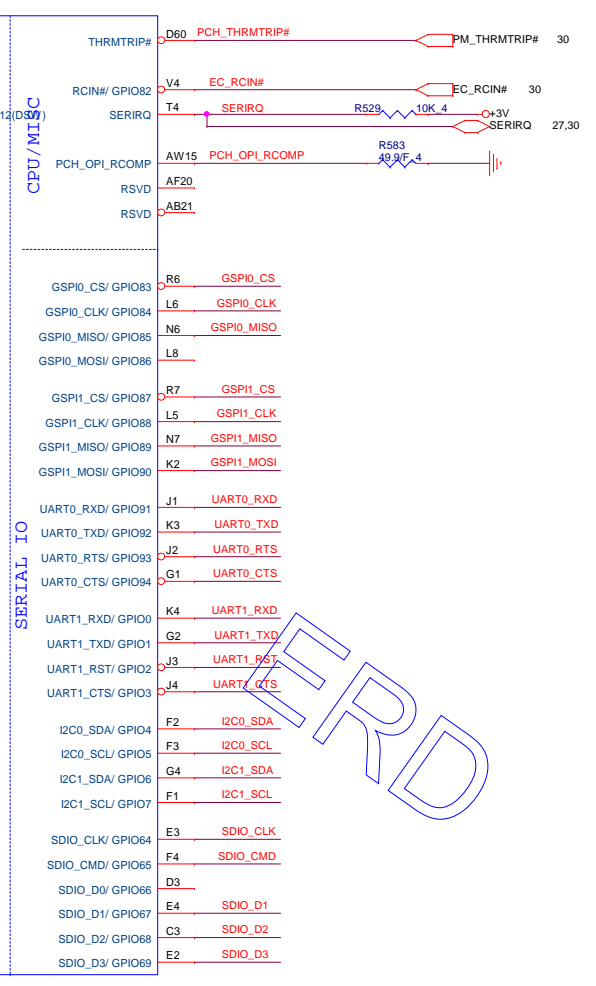 THRMTRIP# D60 PCH_THRMTRIP# PM_THRMTRIP# 30
RCIN#/ GPIO82 V4 EC_RCIN# EC_RCIN# 30
12(DSW) SERIRQ T4 SERIRQ R529 10K_4 +3V
SERIRQ 27,30
CPU/MISC
R583
PCH_OPI_RCOMP AW15 PCH_OPI_RCOMP 49.9/F_4
RSVD AF20
RSVD AB21
GSPI0_CS/ GPIO83 R6 GSPI0_CS
GSPI0_CLK/ GPIO84 L6 GSPI0_CLK
GSPI0_MISO/ GPIO85 N6 GSPI0_MISO
GSPI0_MOSI/ GPIO86 L8
GSPI1_CS/ GPIO87 R7 GSPI1_CS
GSPI1_CLK/ GPIO88 L5 GSPI1_CLK
GSPI1_MISO/ GPIO89 N7 GSPI1_MISO
GSPI1_MOSI/ GPIO90 K2 GSPI1_MOSI
UART0_RXD/ GPIO91 J1 UART0_RXD
UART0_TXD/ GPIO92 K3 UART0_TXD
UART0_RTS/ GPIO93 J2 UART0_RTS
UART0_CTS/ GPIO94 G1 UART0_CTS
SERIAL IO
UART1_RXD/ GPIO0 K4 UART1_RXD
UART1_TXD/ GPIO1 G2 UART1_TXD
UART1_RST/ GPIO2 J3 UART1_RST
UART1_CTS/ GPIO3 J4 UART1_CTS
ERD
I2C0_SDA/ GPIO4 F2 I2C0_SDA
I2C0_SCL/ GPIO5 F3 I2C0_SCL
I2C1_SDA/ GPIO6 G4 I2C1_SDA
I2C1_SCL/ GPIO7 F1 I2C1_SCL
SDIO_CLK/ GPIO64 E3 SDIO_CLK
SDIO_CMD/ GPIO65 F4 SDIO_CMD
SDIO_D0/ GPIO66 D3
SDIO_D1/ GPIO67 E4 SDIO_D1
SDIO_D2/ GPIO68 C3 SDIO_D2
SDIO_D3/ GPIO69 E2 SDIO_D3